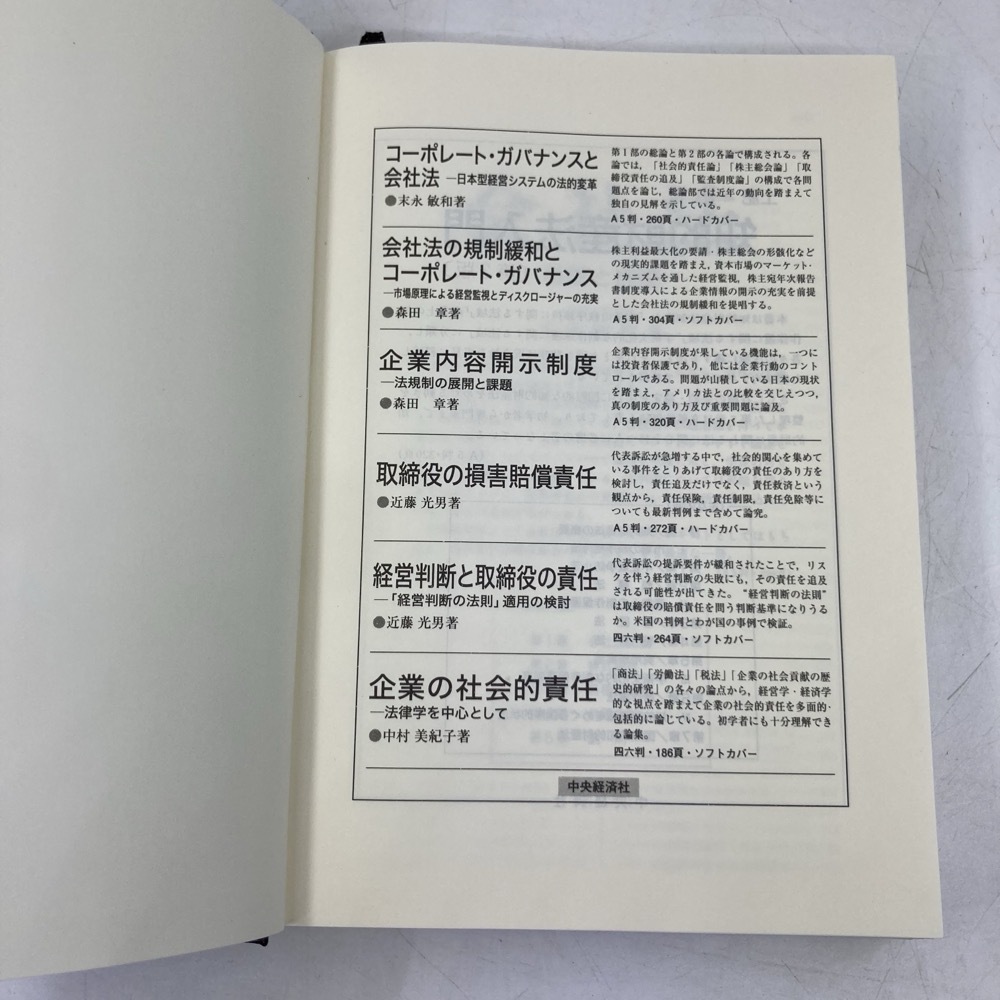 コーポレート・ガバナンスと
会社法 ―日本型経営システムの法的変革
●末永 敏和著
第1部の総論と第2部の各論で構成される。各
論では，「社会的責任論」「株主総会論」「取
締役責任の追及」「監査制度論」の構成で各問
題点を論じ，総論部では近年の動向を踏まえて
独自の見解を示している。
A5判・260頁・ハードカバー
会社法の規制緩和と
コーポレート・ガバナンス
―市場原理による経営監視とディスクロージャーの充実
●森田 章著
株主利益最大化の要請・株主総会の形骸化など
の現実的課題を踏まえ，資本市場のマーケット・
メカニズムを通した経営監視，株主宛年次報告
書制度導入による企業情報の開示の充実を前提
とした会社法の規制緩和を提唱する。
A5判・304頁・ソフトカバー
企業内容開示制度
―法規制の展開と課題
●森田 章著
企業内容開示制度が果している機能は，一つに
は投資者保護であり，他には企業行動のコント
ロールである。問題が山積している日本の現状
を踏まえ，アメリカ法との比較を交じえつつ，
真の制度のあり方及び重要問題に論及。
A5判・320頁・ハードカバー
取締役の損害賠償責任
●近藤 光男著
代表訴訟が急増する中で，社会的関心を集めて
いる事件をとりあげて取締役の責任のあり方を
検討し，責任追及だけでなく，責任救済という
観点から，責任保険，責任制限，責任免除等に
ついても最新判例まで含めて論究。
A5判・272頁・ハードカバー
経営判断と取締役の責任
―「経営判断の法則」適用の検討
●近藤 光男著
代表訴訟の提訴要件が緩和されたことで，リス
クを伴う経営判断の失敗にも，その責任を追及
される可能性が出てきた。“経営判断の法則”
は取締役の賠償責任を問う判断基準になりうる
か。米国の判例とわが国の事例で検証。
四六判・264頁・ソフトカバー
企業の社会的責任
―法律学を中心として
●中村 美紀子著
「商法」「労働法」「税法」「企業の社会貢献の歴
史的研究」の各々の論点から，経営学・経済学
的な視点を踏まえて企業の社会的責任を多面的・
包括的に論じている。初学者にも十分理解でき
る論集。
四六判・186頁・ソフトカバー
中央経済社